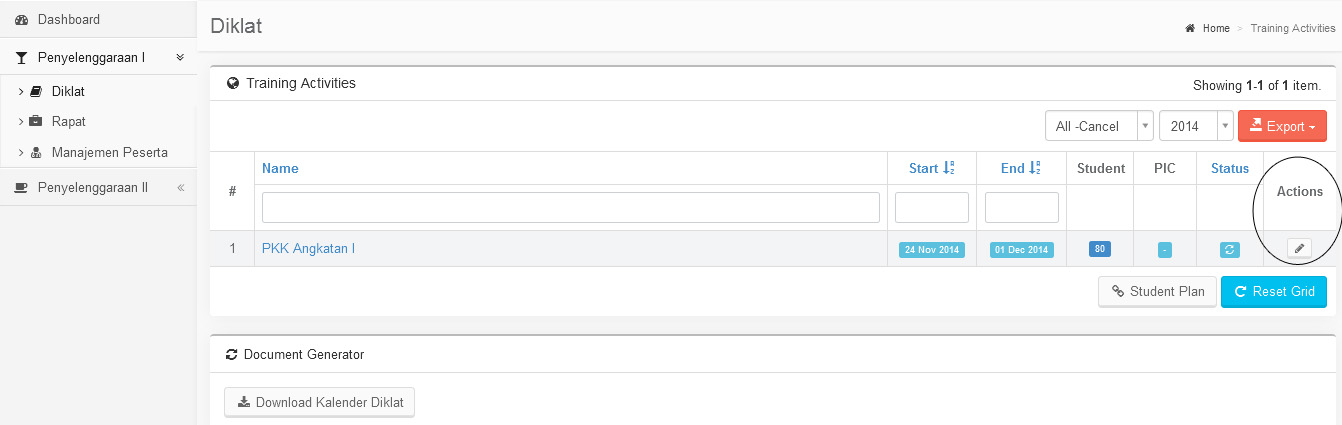 Dashboard
Penyelenggaraan I
Diklat
Rapat
Manajemen Peserta
Penyelenggaraan II
Diklat
Home > Training Activities
Training Activities
Showing 1-1 of 1 item.
All -Cancel
2014
Export
# Name Start End Student PIC Status Actions
1 PKK Angkatan I 24 Nov 2014 01 Dec 2014 80 -
Student Plan
Reset Grid
Document Generator
Download Kalender Diklat